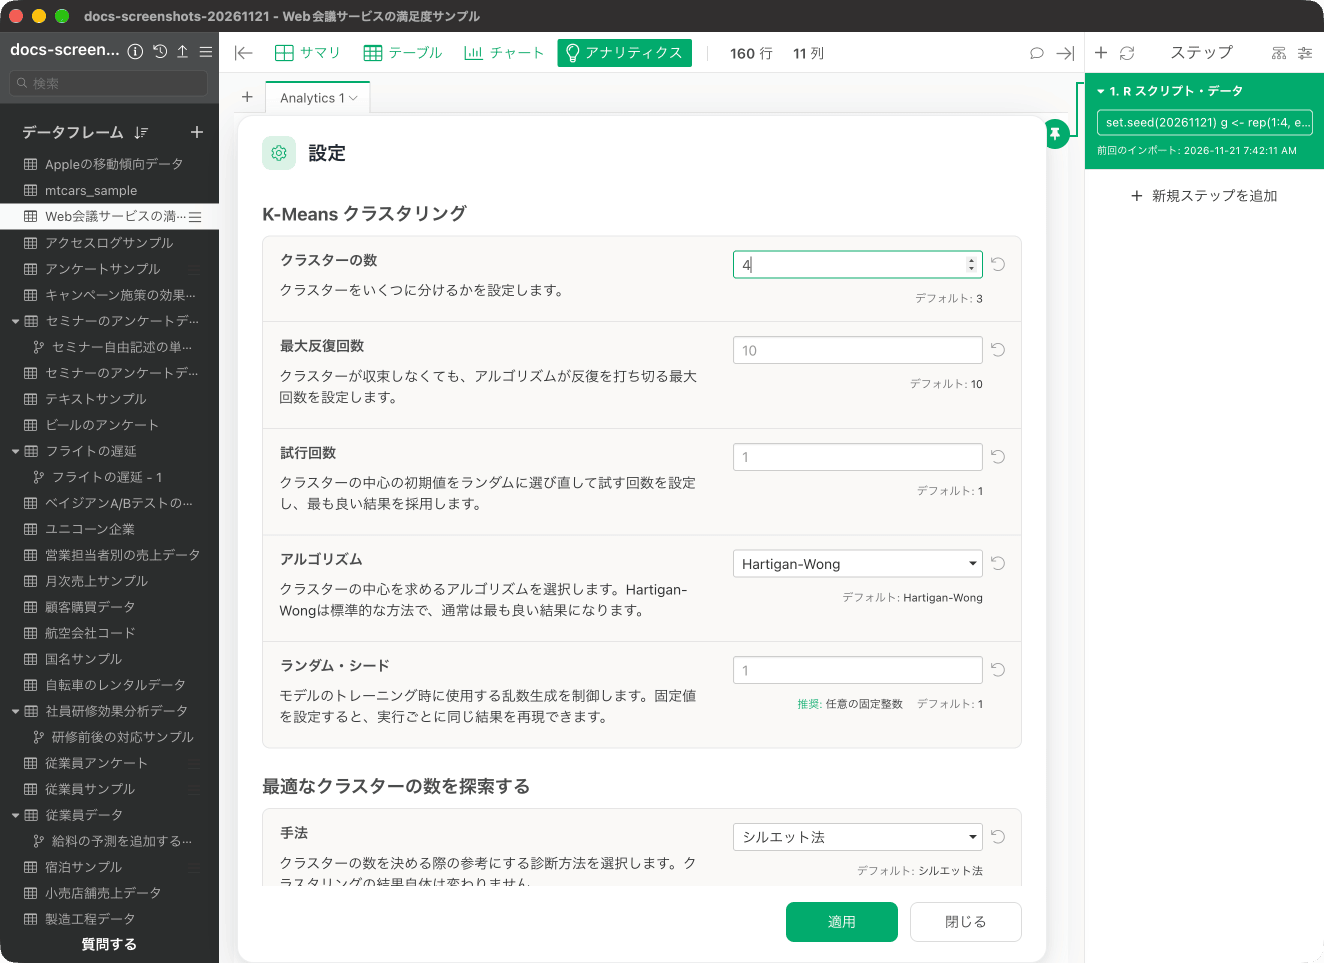 docs-screenshots-20261121 - Web会議サービスの満足度サンプル
docs-screen...
サマリ
テーブル
チャート
アナリティクス
160 行
11 列
ステップ
検索
Analytics 1
1. R スクリプト・データ
set.seed(20261121) g <- rep(1:4, e...
前回のインポート: 2026-11-21 7:42:11 AM
新規ステップを追加
データフレーム
Appleの移動傾向データ
mtcars_sample
Web会議サービスの満...
アクセスログサンプル
アンケートサンプル
キャンペーン施策の効果...
セミナーのアンケートデ...
セミナー自由記述の単...
セミナーのアンケートデ...
テキストサンプル
ビールのアンケート
フライトの遅延
フライトの遅延 - 1
ベイジアンA/Bテストの...
ユニコーン企業
営業担当者別の売上データ
月次売上サンプル
顧客購買データ
航空会社コード
国名サンプル
自転車のレンタルデータ
社員研修効果分析データ
研修前後の対応サンプル
従業員アンケート
従業員サンプル
従業員データ
給料の予測を追加する...
宿泊サンプル
小売店舗売上データ
製造工程データ
質問する
設定
K-Means クラスタリング
クラスターの数
クラスターをいくつに分けるかを設定します。
4
デフォルト: 3
最大反復回数
クラスターが収束しなくても、アルゴリズムが反復を打ち切る最大
回数を設定します。
10
デフォルト: 10
試行回数
クラスターの中心の初期値をランダムに選び直して試す回数を設定
し、最も良い結果を採用します。
1
デフォルト: 1
アルゴリズム
クラスターの中心を求めるアルゴリズムを選択します。Hartigan-
Wongは標準的な方法で、通常は最も良い結果になります。
Hartigan-Wong
デフォルト: Hartigan-Wong
ランダム・シード
モデルのトレーニング時に使用する乱数生成を制御します。固定値
を設定すると、実行ごとに同じ結果を再現できます。
1
推奨: 任意の固定整数 デフォルト: 1
最適なクラスターの数を探索する
手法
クラスターの数を決める際の参考にする診断方法を選択します。ク
ラスタリングの結果自体は変わりません。
シルエット法
デフォルト: シルエット法
適用
閉じる